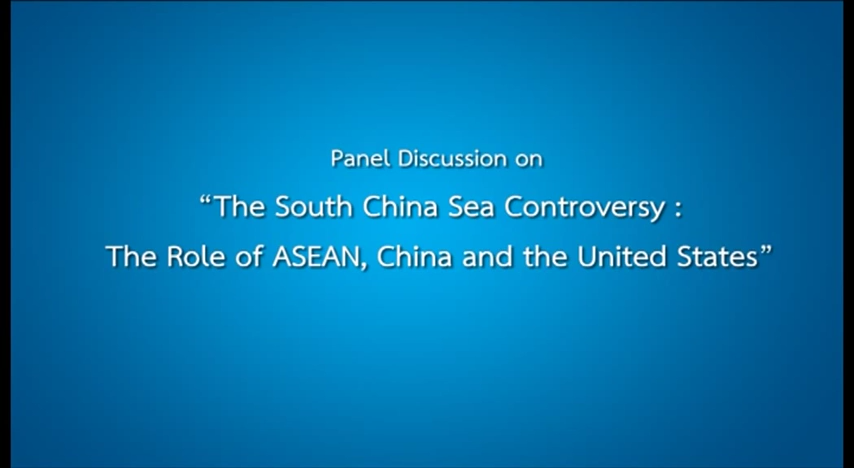 Panel Discussion on
“The South China Sea Controversy :
The Role of ASEAN, China and the United States”